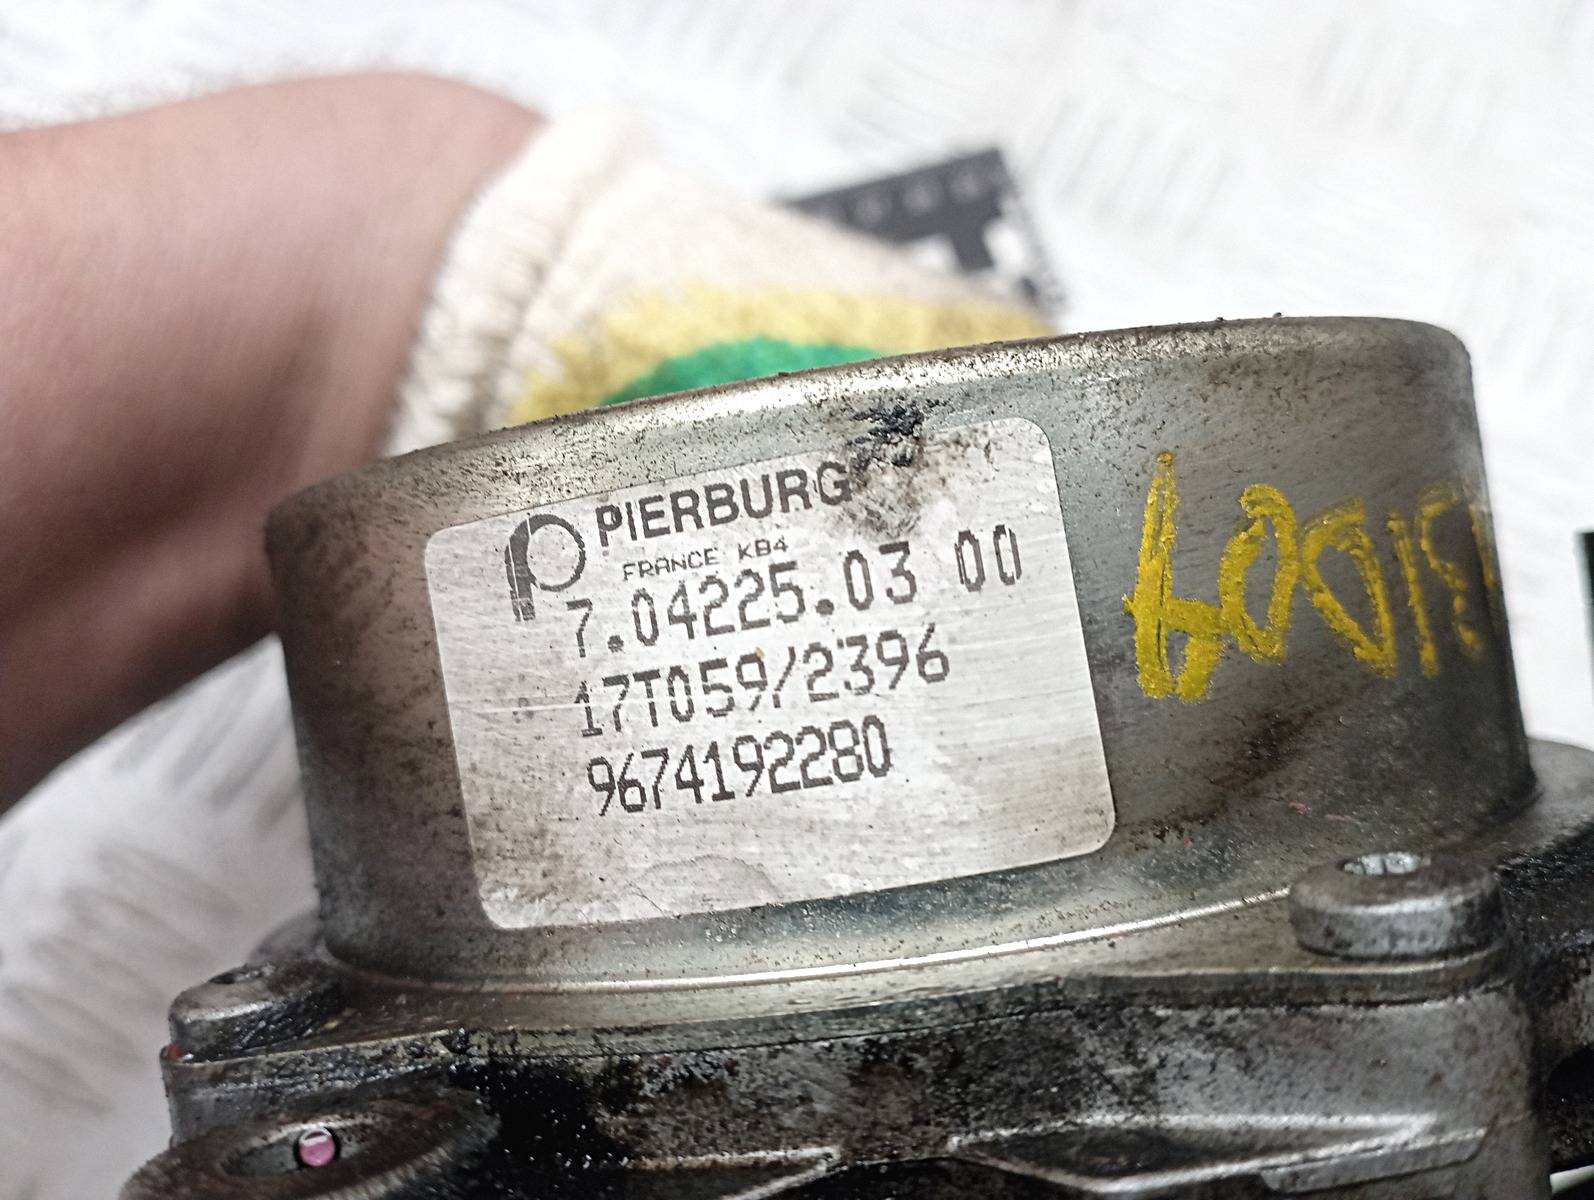 PIERBURG
FRANCE KB4
7.04225.03 00
17T059/2396
9674192280